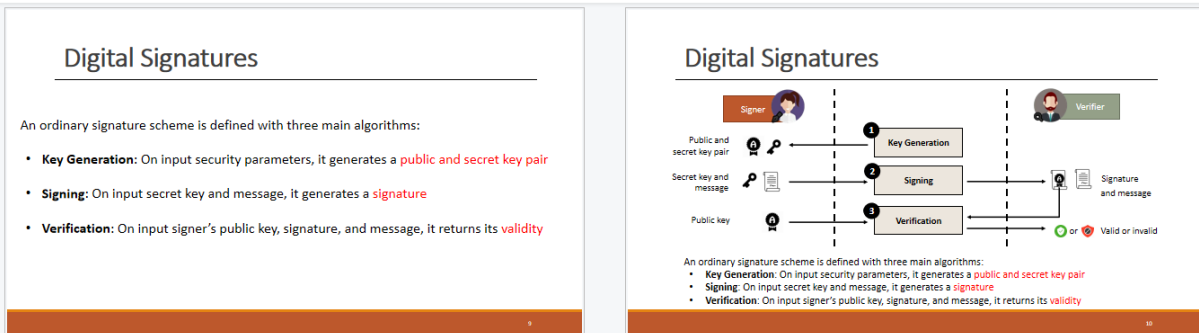 Digital Signatures
An ordinary signature scheme is defined with three main algorithms:
• Key Generation: On input security parameters, it generates a public and secret key pair
• Signing: On input secret key and message, it generates a signature
• Verification: On input signer's public key, signature, and message, it returns its validity
9
Digital Signatures
Signer
Verifier
Public and
secret key pair
1
Key Generation
Secret key and
message
2
Signing
Signature
and message
Public key
3
Verification
or
Valid or invalid
An ordinary signature scheme is defined with three main algorithms:
• Key Generation: On input security parameters, it generates a public and secret key pair
• Signing: On input secret key and message, it generates a signature
• Verification: On input signer's public key, signature, and message, it returns its validity
10